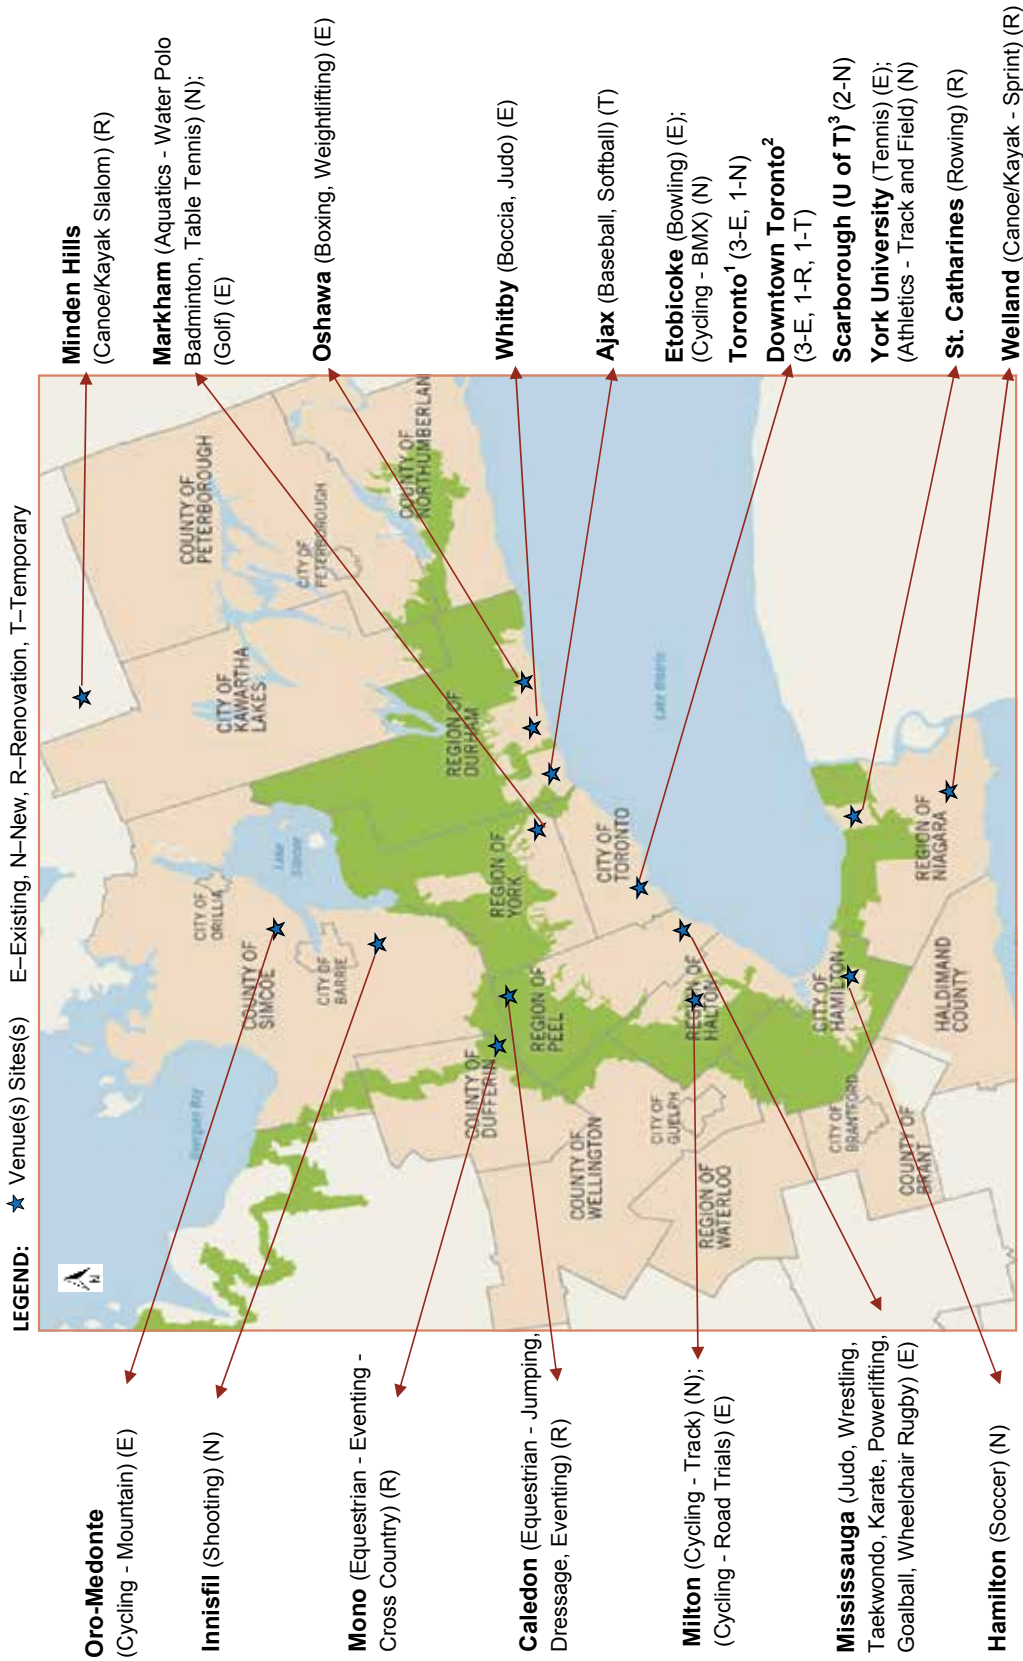 LEGEND: ★ Venue(s) Sites(s) E–Existing, N–New, R–Renovation, T–Temporary
Oro-Medonte
(Cycling - Mountain) (E)
Innisfil (Shooting) (N)
Mono (Equestrian - Eventing -
Cross Country) (R)
Caledon (Equestrian - Jumping,
Dressage, Eventing) (R)
Milton (Cycling - Track) (N);
(Cycling - Road Trials) (E)
Mississauga (Judo, Wrestling,
Taekwondo, Karate, Powerlifting,
Goalball, Wheelchair Rugby) (E)
Hamilton (Soccer) (N)
N
Georgian Bay
CITY OF
ORILLIA
Lake
Simcoe
COUNTY OF
SIMCOE
CITY OF
BARRIE
CITY OF
KAWARTHA
LAKES
COUNTY OF
PETERBOROUGH
CITY OF
PETERBOROUGH
COUNTY OF
NORTHUMBERLAN
REGION OF
DURHAM
REGION OF
YORK
COUNTY OF
DUFFERIN
REGION OF
PEEL
COUNTY OF
WELLINGTON
CITY OF
TORONTO
Lake Ontario
CITY OF
GUELPH
REGION OF
HALTON
REGION OF
WATERLOO
CITY OF
HAMILTON
CITY OF
BRANTFORD
COUNTY OF
BRANT
HALDIMAND
COUNTY
REGION OF
NIAGARA
Minden Hills
(Canoe/Kayak Slalom) (R)
Markham (Aquatics - Water Polo
Badminton, Table Tennis) (N);
(Golf) (E)
Oshawa (Boxing, Weightlifting) (E)
Whitby (Boccia, Judo) (E)
Ajax (Baseball, Softball) (T)
Etobicoke (Bowling) (E);
(Cycling - BMX) (N)
Toronto¹ (3-E, 1-N)
Downtown Toronto²
(3-E, 1-R, 1-T)
Scarborough (U of T)³ (2-N)
York University (Tennis) (E);
(Athletics - Track and Field) (N)
St. Catharines (Rowing) (R)
Welland (Canoe/Kayak - Sprint) (R)